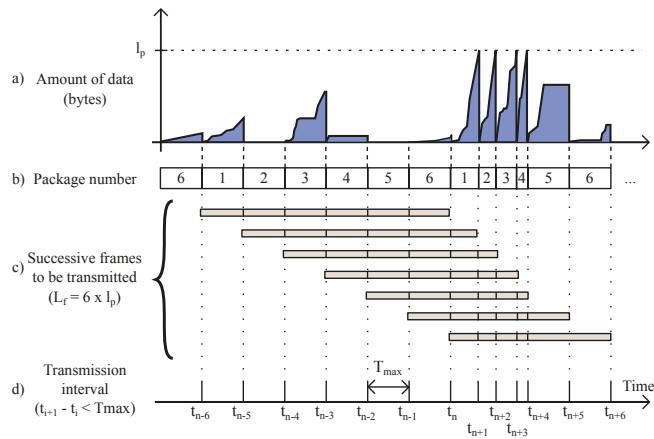 l_p
a) Amount of data
(bytes)
b) Package number
6 1 2 3 4 5 6 1 2 3 4 5 6 ...
c) Successive frames
to be transmitted
(L_f = 6 x l_p)
T_max
d) Transmission
interval
(t_i+1 - t_i < Tmax)
Time
t_n-6 t_n-5 t_n-4 t_n-3 t_n-2 t_n-1 t_n t_n+2 t_n+4 t_n+5 t_n+6
t_n+1 t_n+3